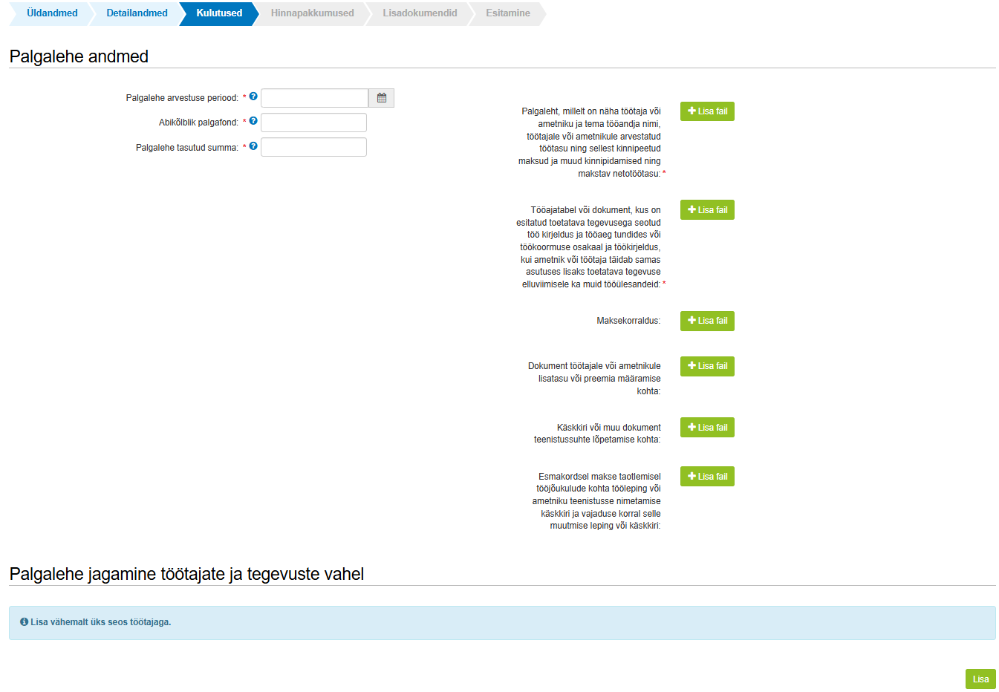 Üldandmed Detailandmed Kulutused Hinnapakkumused Lisadokumendid Esitamine
Palgalehe andmed
Palgalehe arvestuse periood: *
Abikõlblik palgafond: *
Palgalehe tasutud summa: *
Palgaleht, millelt on näha töötaja või
ametniku ja tema tööandja nimi,
töötajale või ametnikule arvestatud
töötasu ning sellest kinnipeetud
maksud ja muud kinnipidamised ning
makstav netotöötasu: *
Lisa fail
Tööajatabel või dokument, kus on
esitatud toetatava tegevusega seotud
töö kirjeldus ja tööaeg tundides või
töökoormuse osakaal ja töökirjeldus,
kui ametnik või töötaja täidab samas
asutuses lisaks toetatava tegevuse
elluviimisele ka muid tööülesandeid: *
Lisa fail
Maksekorraldus:
Lisa fail
Dokument töötajale või ametnikule
lisatasu või preemia määramise
kohta:
Lisa fail
Käskkiri või muu dokument
teenistussuhte lõpetamise kohta:
Lisa fail
Esmakordsel makse taotlemisel
tööjõukulude kohta tööleping või
ametniku teenistusse nimetamise
käskkiri ja vajaduse korral selle
muutmise leping või käskkiri:
Lisa fail
Palgalehe jagamine töötajate ja tegevuste vahel
Lisa vähemalt üks seos töötajaga.
Lisa